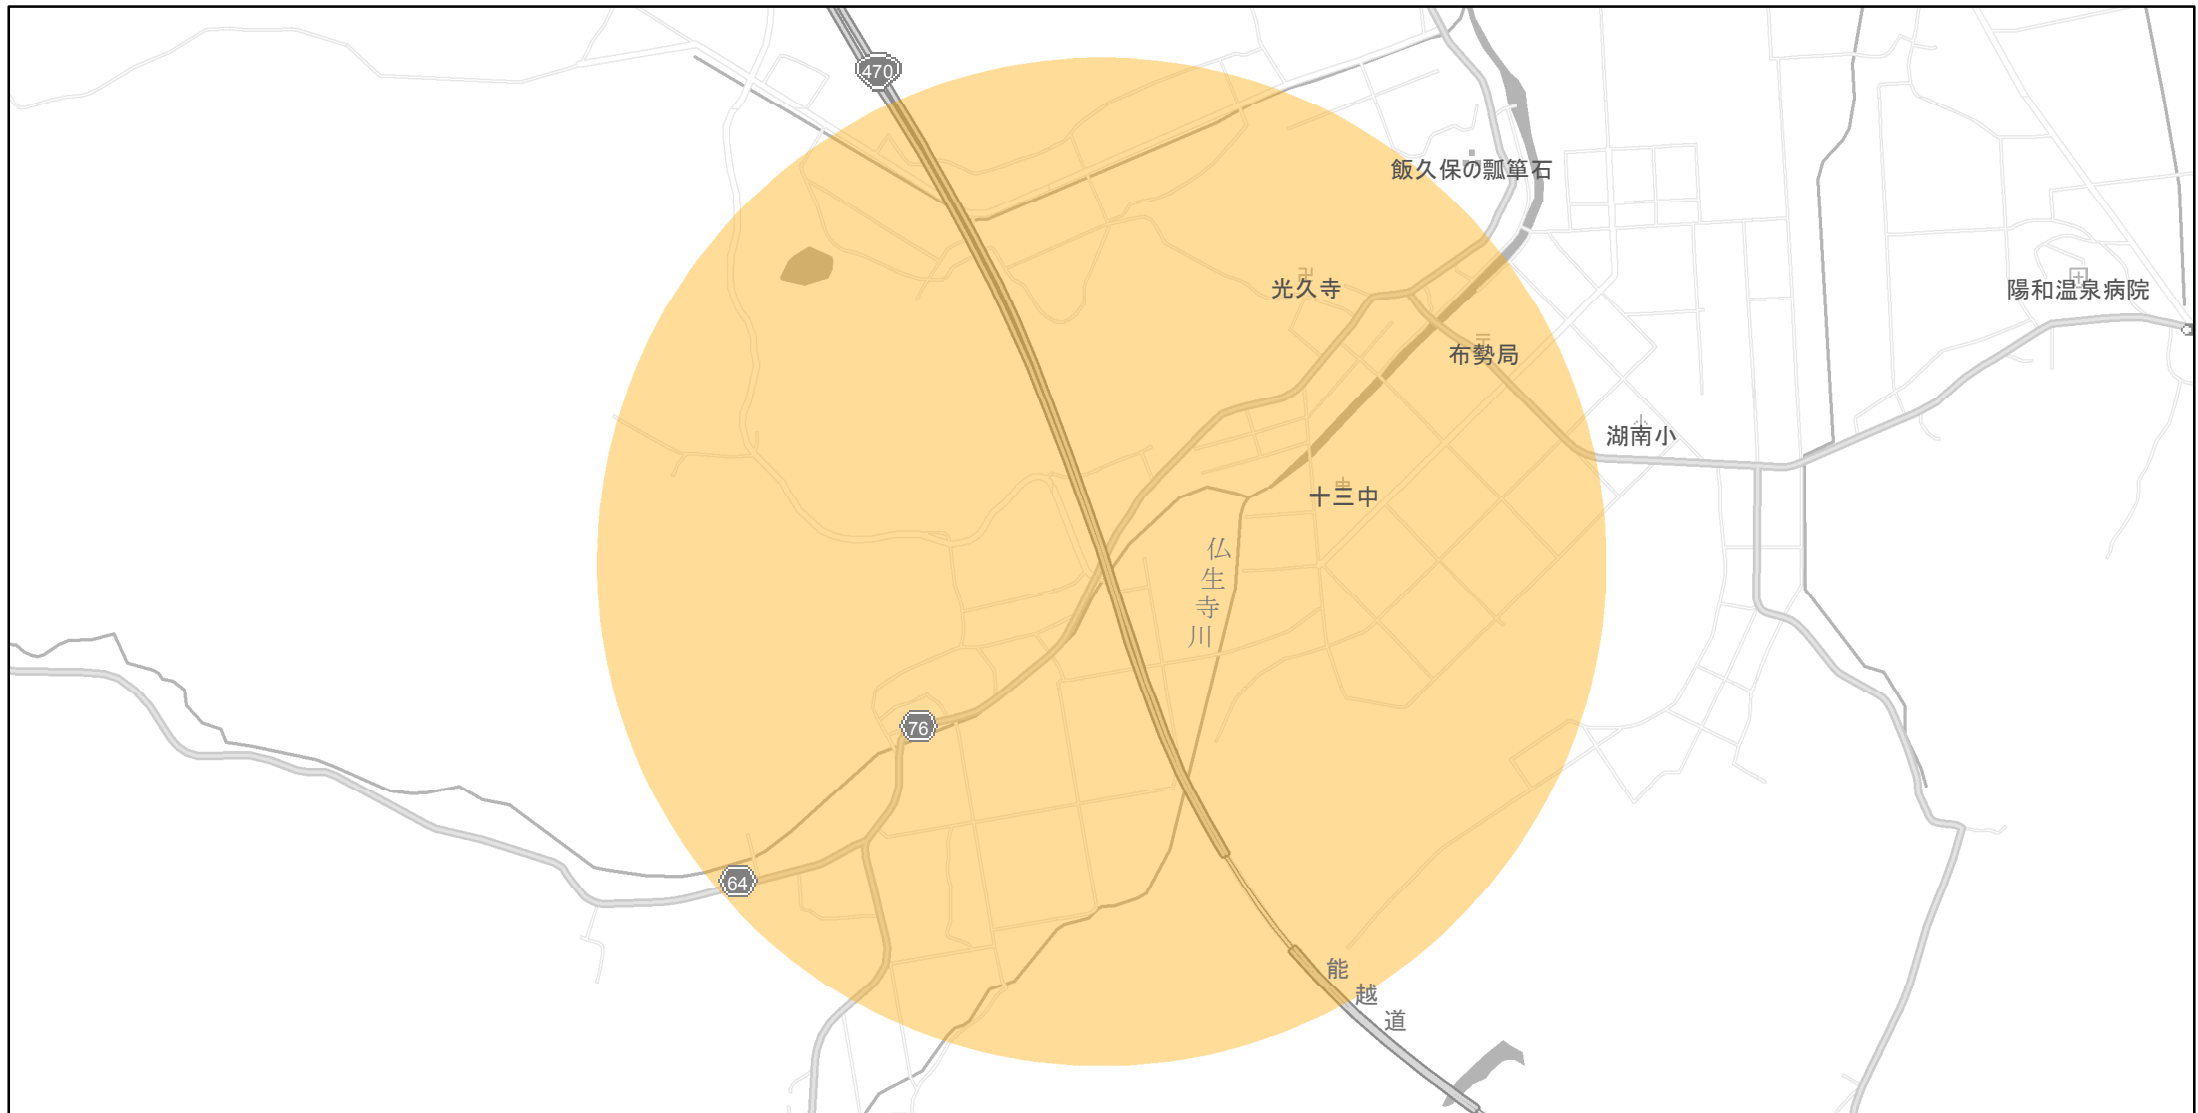 470
飯久保の瓢箪石
光久寺
陽和温泉病院
布勢局
湖南小
十三中
仏生寺川
76
64
能越道